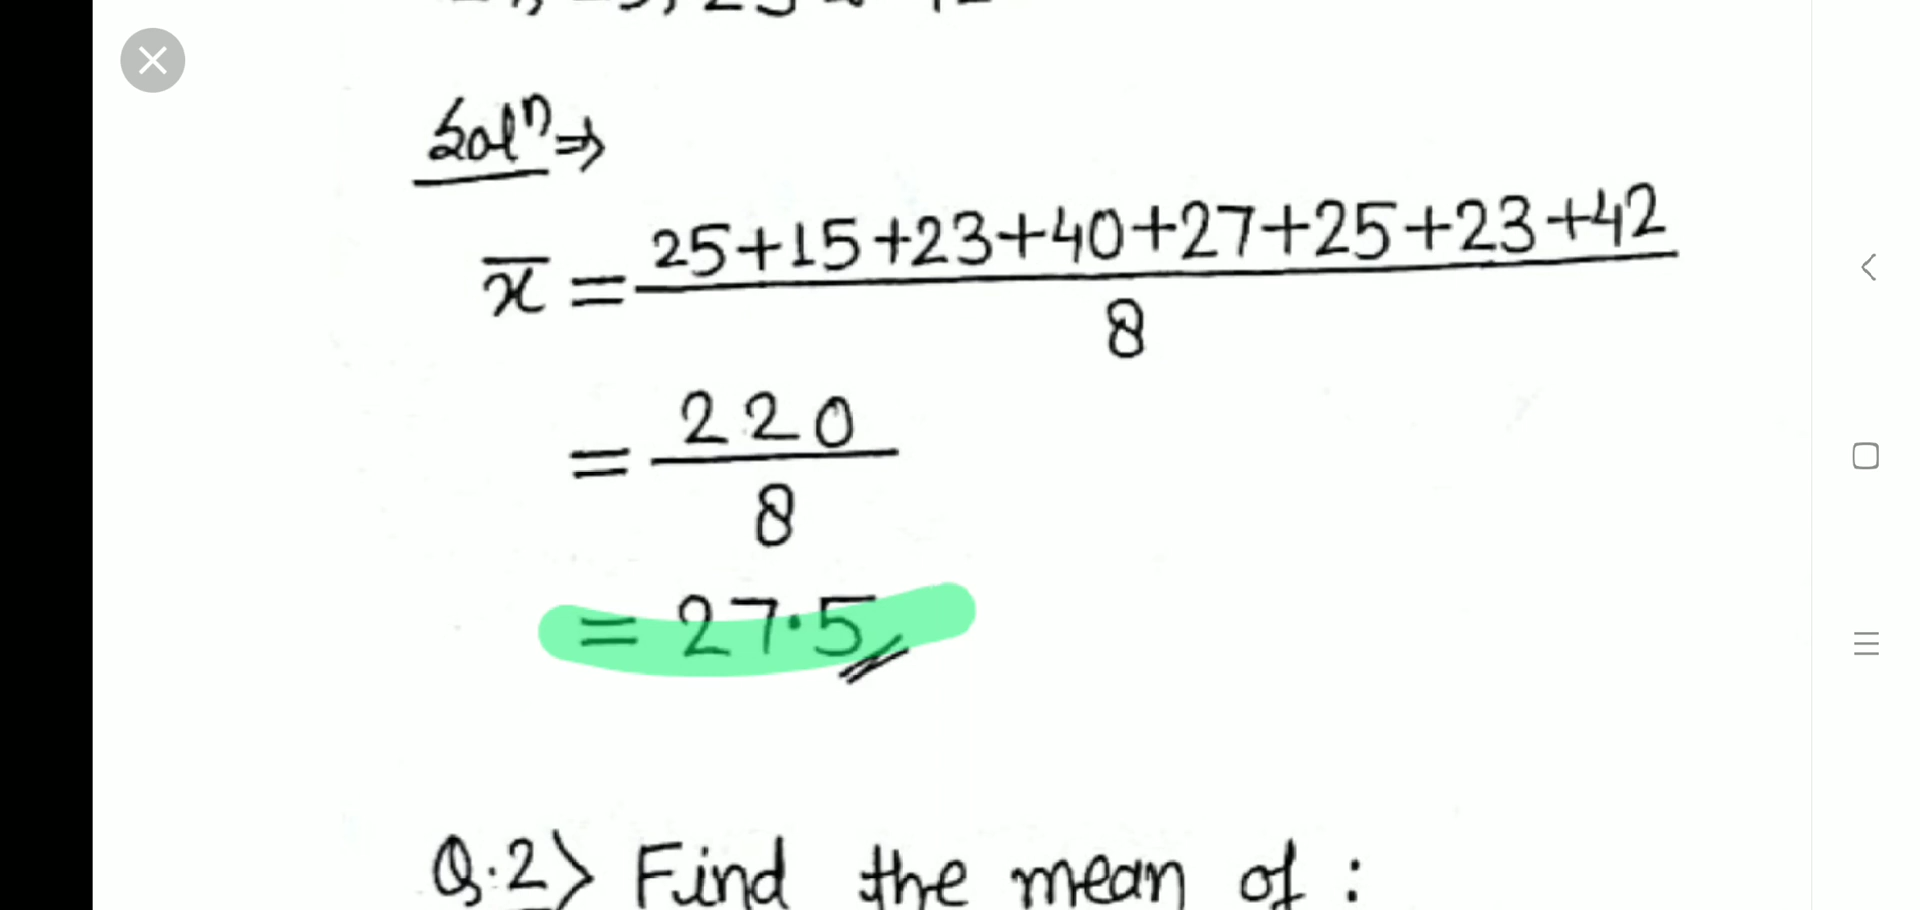 Solⁿ ⇒
x̄ = 25+15+23+40+27+25+23+42
8
= 220
8
= 27.5
Q.2> Find the mean of :